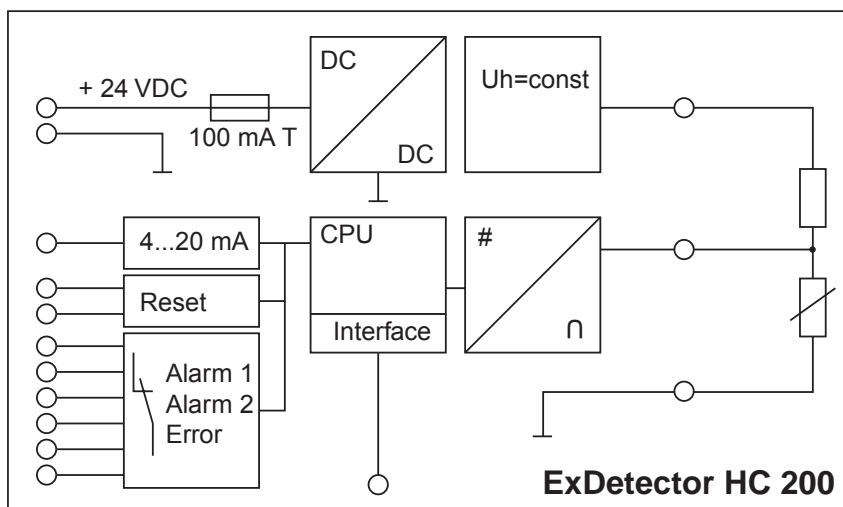 DC
Uh=const
+ 24 VDC
100 mA T
DC
4...20 mA
CPU
#
Reset
Interface
∩
Alarm 1
Alarm 2
Error
ExDetector HC 200